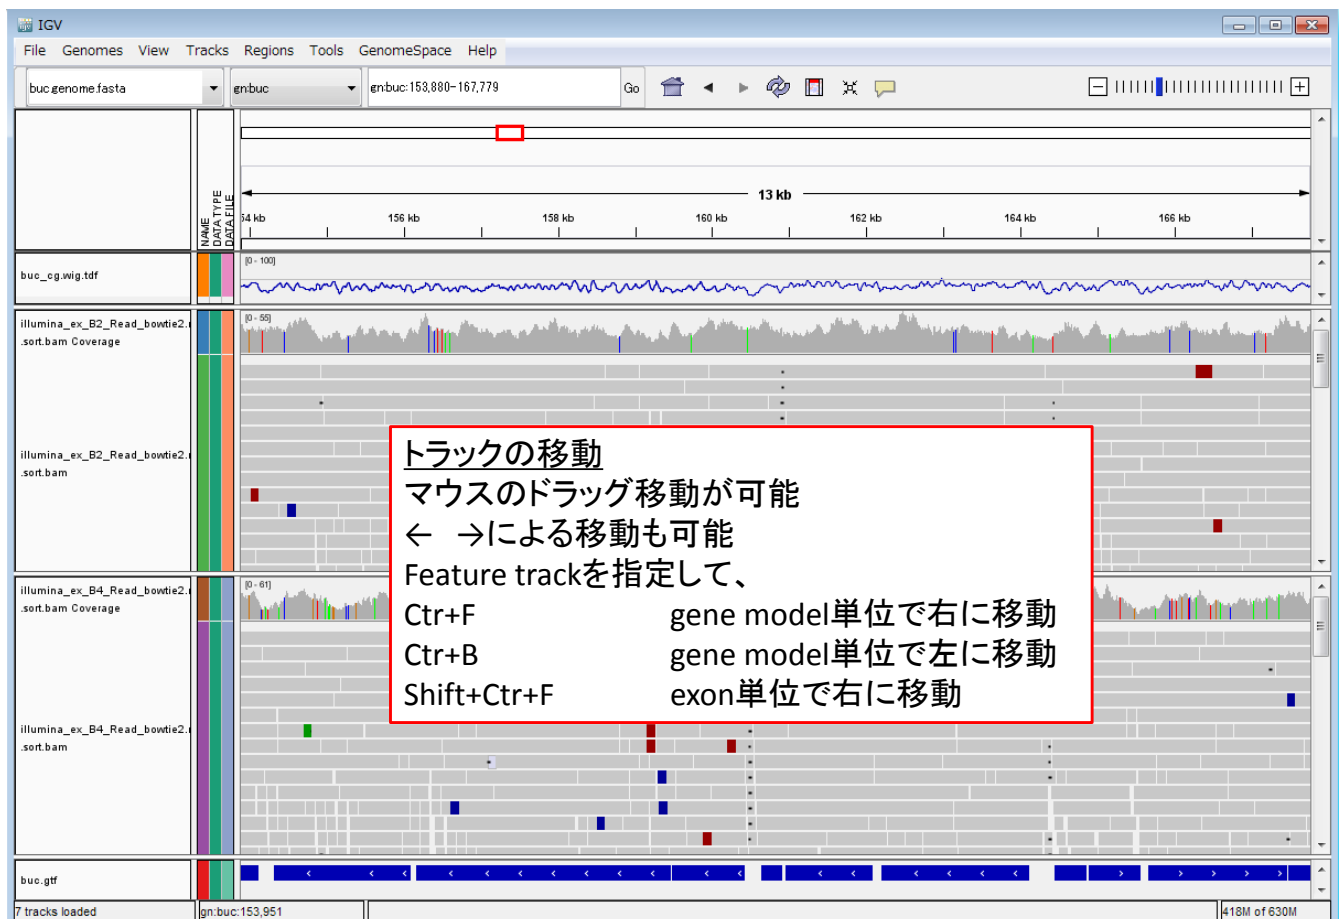 IGV
File Genomes View Tracks Regions Tools GenomeSpace Help
buc.genome.fasta gn:buc gn:buc:153,880-167,779 Go
NAME
DATA TYPE
DATA FILE
13 kb
54 kb 156 kb 158 kb 160 kb 162 kb 164 kb 166 kb
buc_cg.wig.tdf
[0 - 100]
illumina_ex_B2_Read_bowtie2.
.sort.bam Coverage
[0 - 55]
illumina_ex_B2_Read_bowtie2.
.sort.bam
トラックの移動
マウスのドラッグ移動が可能
← →による移動も可能
Feature trackを指定して、
Ctr+F gene model単位で右に移動
Ctr+B gene model単位で左に移動
Shift+Ctr+F exon単位で右に移動
illumina_ex_B4_Read_bowtie2.
.sort.bam Coverage
[0 - 61]
illumina_ex_B4_Read_bowtie2.
.sort.bam
buc.gtf
7 tracks loaded gn:buc:153,951 418M of 630M